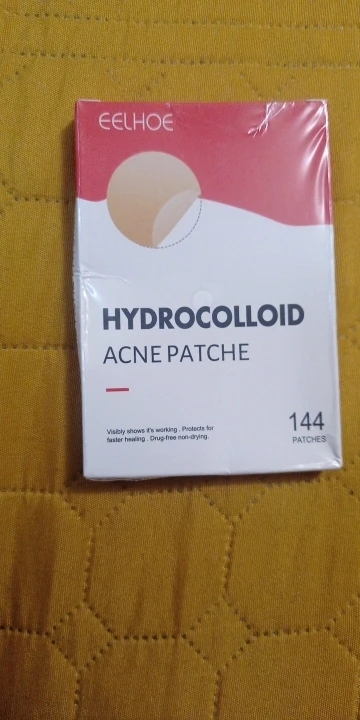 EELHOE
HYDROCOLLOID
ACNE PATCHE
Visibly shows it's working . Protects for
faster healing . Drug-free non-drying.
144
PATCHES